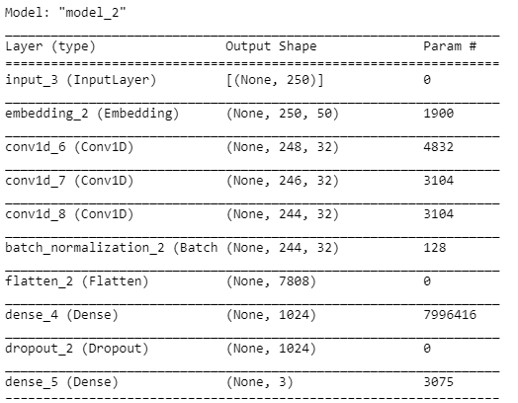 Model: "model_2"
Layer (type) Output Shape Param #
input_3 (InputLayer) [(None, 250)] 0
embedding_2 (Embedding) (None, 250, 50) 1900
conv1d_6 (Conv1D) (None, 248, 32) 4832
conv1d_7 (Conv1D) (None, 246, 32) 3104
conv1d_8 (Conv1D) (None, 244, 32) 3104
batch_normalization_2 (Batch (None, 244, 32) 128
flatten_2 (Flatten) (None, 7808) 0
dense_4 (Dense) (None, 1024) 7996416
dropout_2 (Dropout) (None, 1024) 0
dense_5 (Dense) (None, 3) 3075